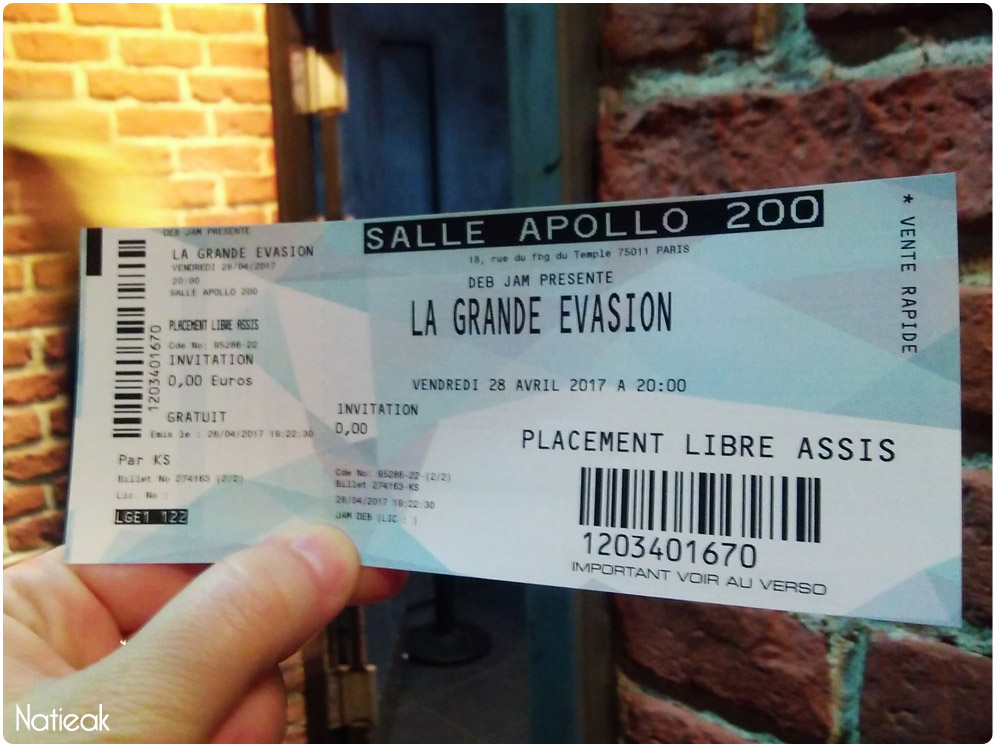 DEB JAM PRESENTE
LA GRANDE EVASION
VENDREDI 28/04/2017
20:00
SALLE APOLLO 200
PLACEMENT LIBRE ASSIS
Cde No: 95286-22
INVITATION
0,00 Euros
GRATUIT
Emis le : 28/04/2017 18:22:30
Par KS
Billet No 274163 (2/2)
Lic. No :
LGE1 122
1203401670
SALLE APOLLO 200
18, rue du fbg du Temple 75011 PARIS
DEB JAM PRESENTE
LA GRANDE EVASION
VENDREDI 28 AVRIL 2017 A 20:00
INVITATION
0,00
PLACEMENT LIBRE ASSIS
Cde No: 95286-22-(2/2)
Billet 274163-KS
28/04/2017 18:22:30
JAM DEB (LIC : )
1203401670
IMPORTANT VOIR AU VERSO
* VENTE RAPIDE
Natieak